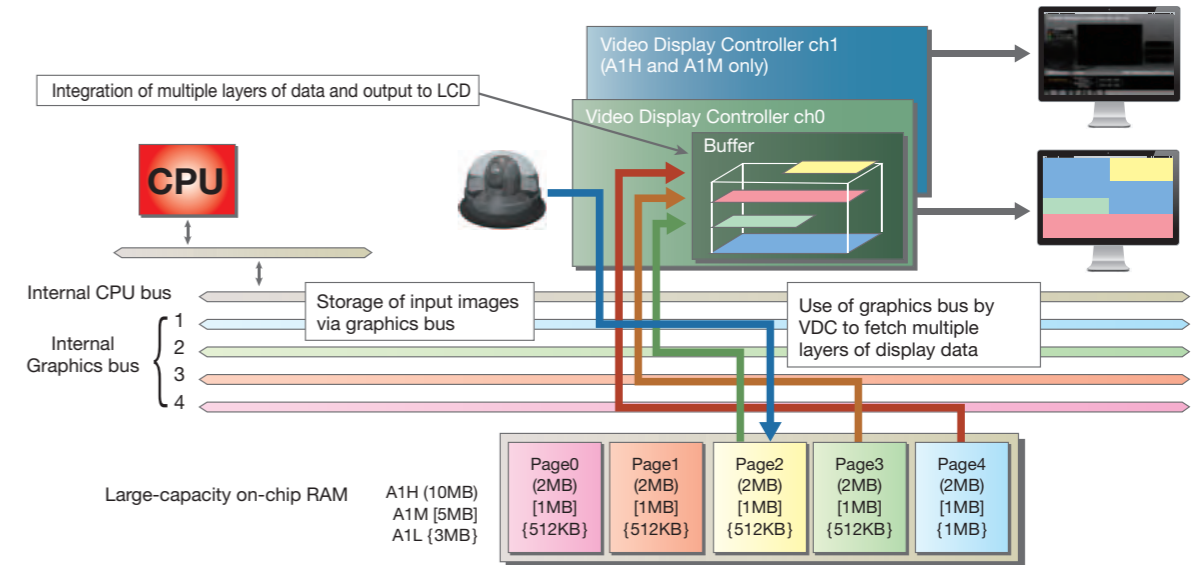 Video Display Controller ch1
(A1H and A1M only)
Integration of multiple layers of data and output to LCD
Video Display Controller ch0
Buffer
CPU
Internal CPU bus
Storage of input images
via graphics bus
Use of graphics bus by
VDC to fetch multiple
layers of display data
Internal
Graphics bus
1
2
3
4
Large-capacity on-chip RAM
A1H (10MB)
A1M [5MB]
A1L {3MB}
Page0
(2MB)
[1MB]
{512KB}
Page1
(2MB)
[1MB]
{512KB}
Page2
(2MB)
[1MB]
{512KB}
Page3
(2MB)
[1MB]
{512KB}
Page4
(2MB)
[1MB]
{1MB}